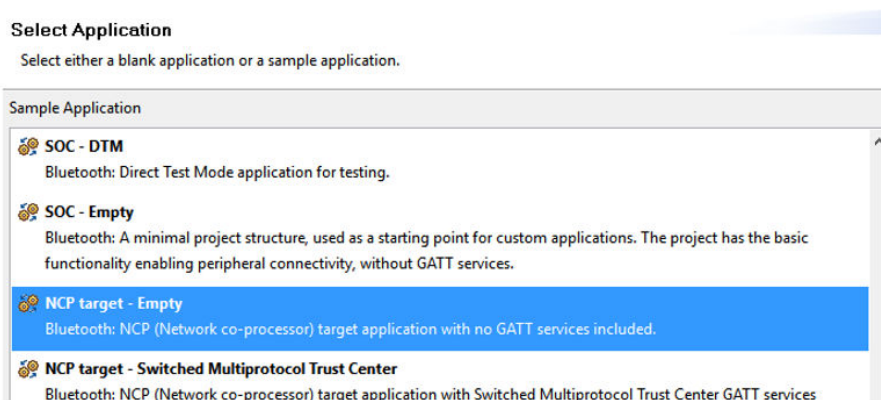 Select Application
Select either a blank application or a sample application.
Sample Application
SOC - DTM
Bluetooth: Direct Test Mode application for testing.
SOC - Empty
Bluetooth: A minimal project structure, used as a starting point for custom applications. The project has the basic
functionality enabling peripheral connectivity, without GATT services.
NCP target - Empty
Bluetooth: NCP (Network co-processor) target application with no GATT services included.
NCP target - Switched Multiprotocol Trust Center
Bluetooth: NCP (Network co-processor) target application with Switched Multiprotocol Trust Center GATT services